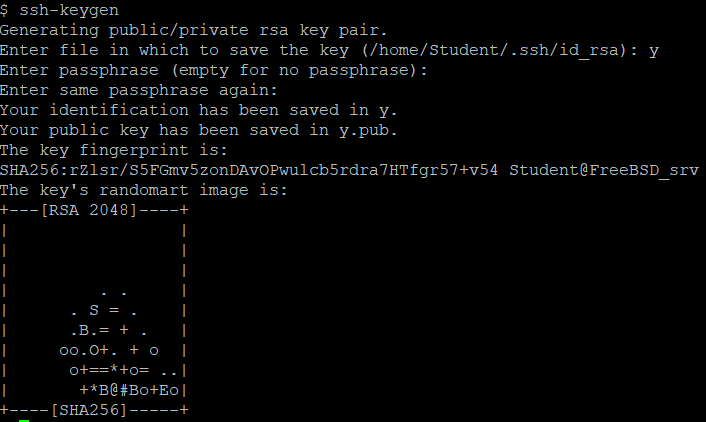 $ ssh-keygen
Generating public/private rsa key pair.
Enter file in which to save the key (/home/Student/.ssh/id_rsa): y
Enter passphrase (empty for no passphrase):
Enter same passphrase again:
Your identification has been saved in y.
Your public key has been saved in y.pub.
The key fingerprint is:
SHA256:rZlsr/S5FGmv5zonDAvOPwulcb5rdra7HTfgr57+v54 Student@FreeBSD_srv
The key's randomart image is:
+---[RSA 2048]----+
|                 |
|                 |
|                 |
|         . .     |
|      . S = .    |
|      .B.= + .   |
|     oo.O+. + o  |
|      o+==*+o= ..|
|       +*B@#Bo+Eo|
+----[SHA256]-----+